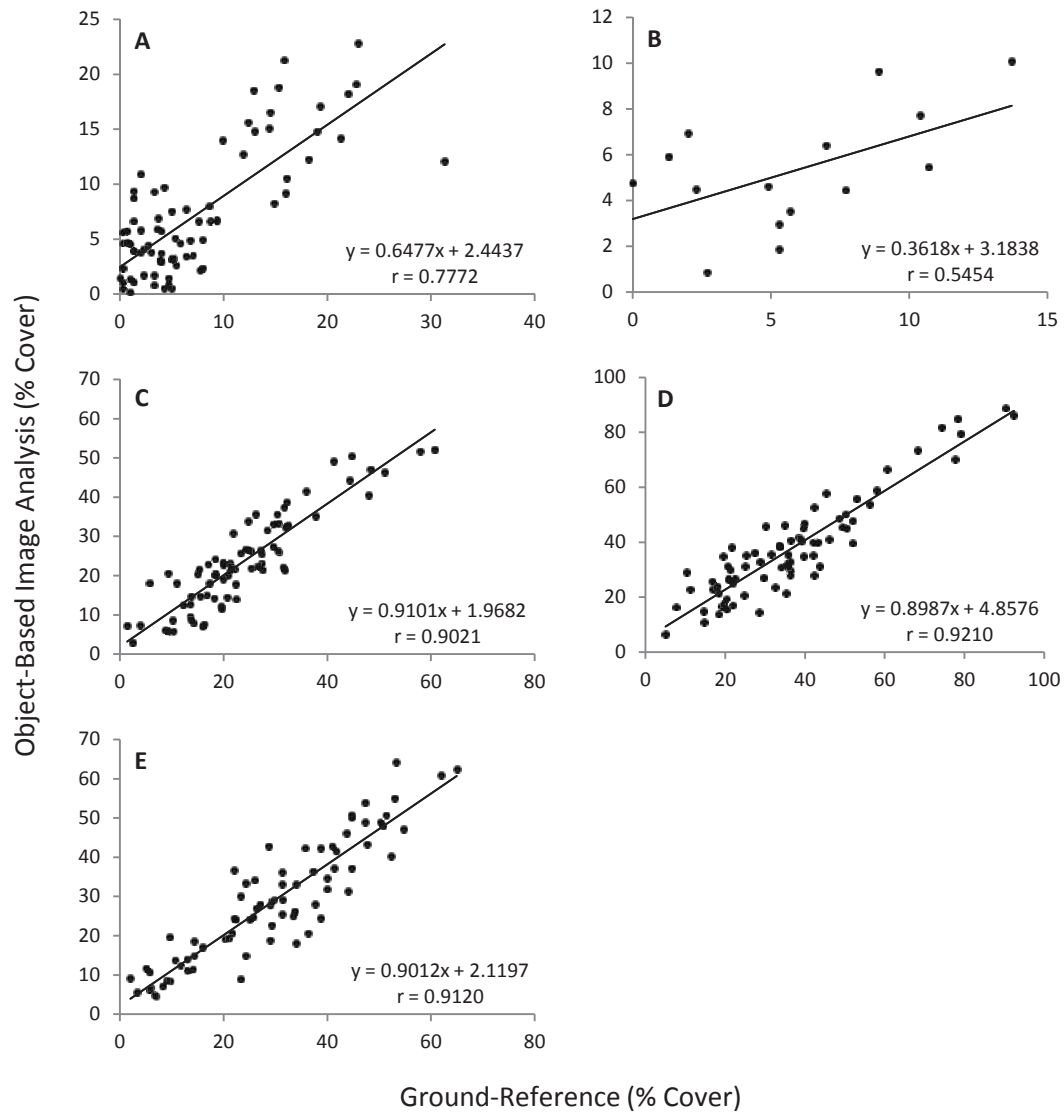 Object-Based Image Analysis (% Cover)
A
25
20
15
10
5
0
0 10 20 30 40
y = 0.6477x + 2.4437
r = 0.7772
B
12
10
8
6
4
2
0
0 5 10 15
y = 0.3618x + 3.1838
r = 0.5454
C
70
60
50
40
30
20
10
0
0 20 40 60 80
y = 0.9101x + 1.9682
r = 0.9021
D
100
80
60
40
20
0
0 20 40 60 80 100
y = 0.8987x + 4.8576
r = 0.9210
E
70
60
50
40
30
20
10
0
0 20 40 60 80
y = 0.9012x + 2.1197
r = 0.9120
Ground-Reference (% Cover)